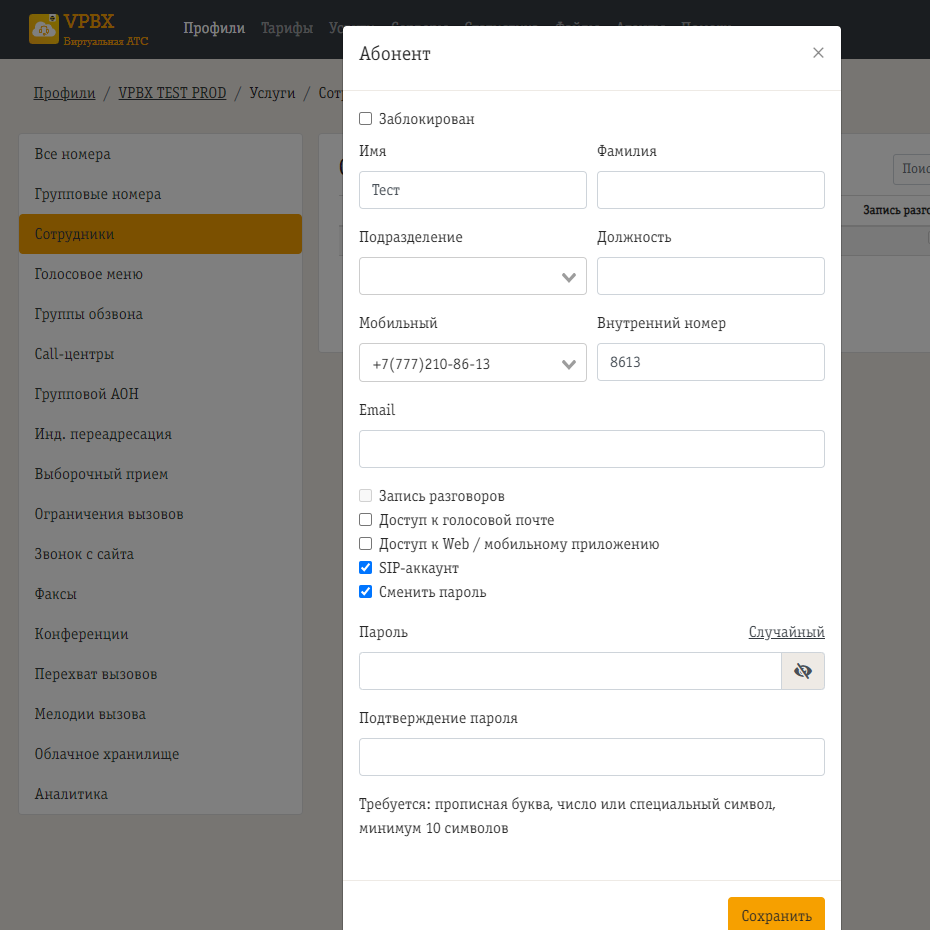 VPBX
Виртуальная АТС
Профили
Тарифы
Профили / VPBX TEST PROD / Услуги /
Все номера
Групповые номера
Сотрудники
Голосовое меню
Группы обзвона
Call-центры
Групповой АОН
Инд. переадресация
Выборочный прием
Ограничения вызовов
Звонок с сайта
Факсы
Конференции
Перехват вызовов
Мелодии вызова
Облачное хранилище
Аналитика
Абонент
Заблокирован
Имя
Фамилия
Тест
Подразделение
Должность
Мобильный
Внутренний номер
+7(777)210-86-13
8613
Email
Запись разговоров
Доступ к голосовой почте
Доступ к Web / мобильному приложению
SIP-аккаунт
Сменить пароль
Пароль
Случайный
Подтверждение пароля
Требуется: прописная буква, число или специальный символ,
минимум 10 символов
Сохранить
Запись